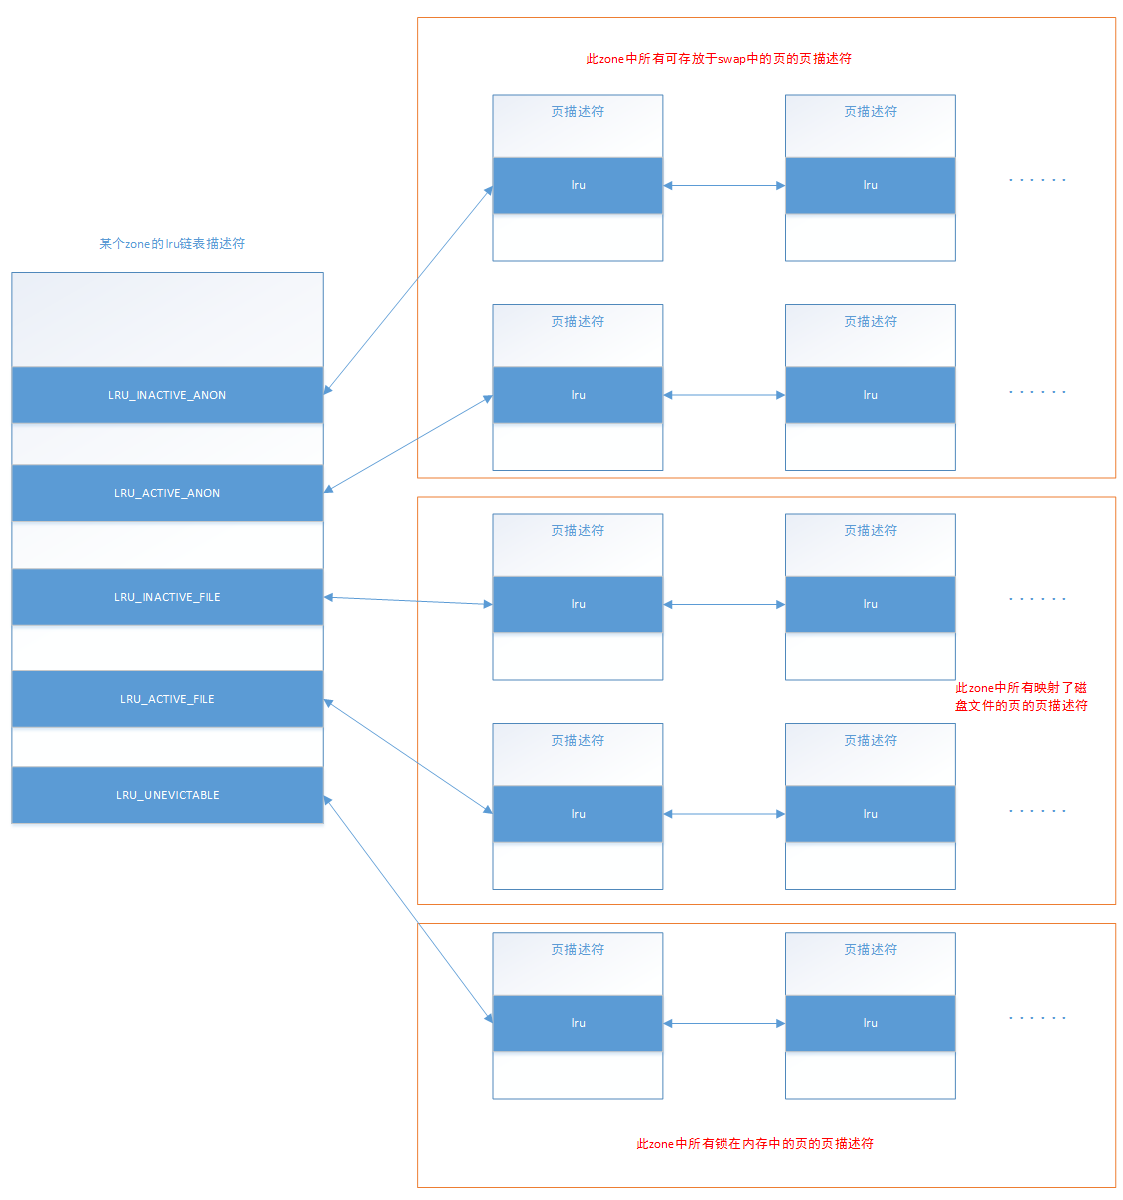 此zone中所有可存放于swap中的页的页描述符
页描述符
页描述符
lru
lru
······
某个zone的lru链表描述符
LRU_INACTIVE_ANON
LRU_ACTIVE_ANON
LRU_INACTIVE_FILE
LRU_ACTIVE_FILE
LRU_UNEVICTABLE
页描述符
页描述符
lru
lru
······
页描述符
页描述符
lru
lru
······
此zone中所有映射了磁
盘文件的页的页描述符
页描述符
页描述符
lru
lru
······
页描述符
页描述符
lru
lru
······
此zone中所有锁在内存中的页的页描述符